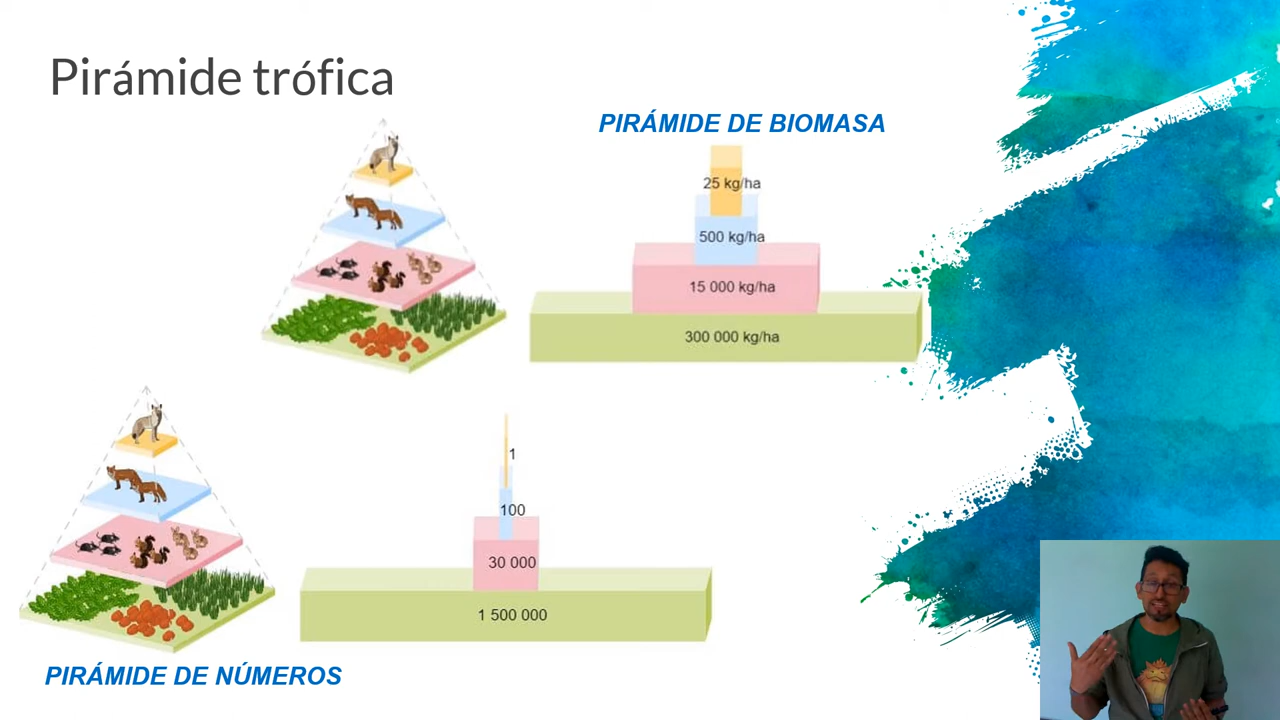 Pirámide trófica
PIRÁMIDE DE BIOMASA
25 kg/ha
500 kg/ha
15 000 kg/ha
300 000 kg/ha
1
100
30 000
1 500 000
PIRÁMIDE DE NÚMEROS